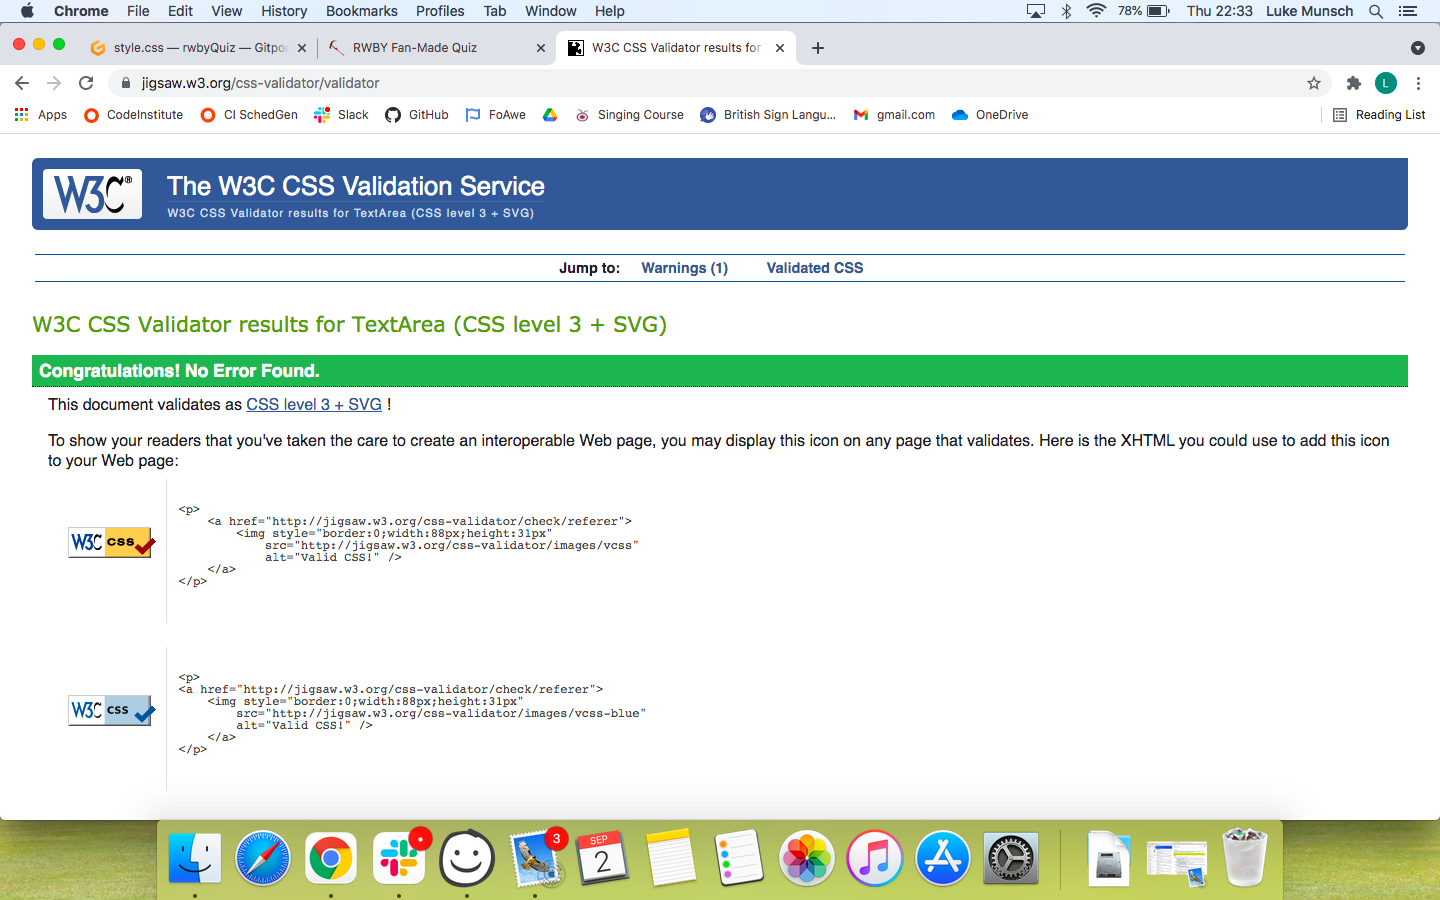 Chrome File Edit View History Bookmarks Profiles Tab Window Help 78% Thu 22:33 Luke Munsch
style.css — rwbyQuiz — Gitpo RWBY Fan-Made Quiz W3C CSS Validator results for
jigsaw.w3.org/css-validator/validator L
Apps CodeInstitute CI SchedGen Slack GitHub FoAwe Singing Course British Sign Langu... gmail.com OneDrive Reading List
W3C® The W3C CSS Validation Service
W3C CSS Validator results for TextArea (CSS level 3 + SVG)
Jump to: Warnings (1) Validated CSS
W3C CSS Validator results for TextArea (CSS level 3 + SVG)
Congratulations! No Error Found.
This document validates as CSS level 3 + SVG !
To show your readers that you've taken the care to create an interoperable Web page, you may display this icon on any page that validates. Here is the XHTML you could use to add this icon
to your Web page:
W3C css
<p>
<a href="http://jigsaw.w3.org/css-validator/check/referer">
<img style="border:0;width:88px;height:31px"
src="http://jigsaw.w3.org/css-validator/images/vcss"
alt="Valid CSS!" />
</a>
</p>
W3C css
<p>
<a href="http://jigsaw.w3.org/css-validator/check/referer">
<img style="border:0;width:88px;height:31px"
src="http://jigsaw.w3.org/css-validator/images/vcss-blue"
alt="Valid CSS!" />
</a>
</p>
3 SEP
2